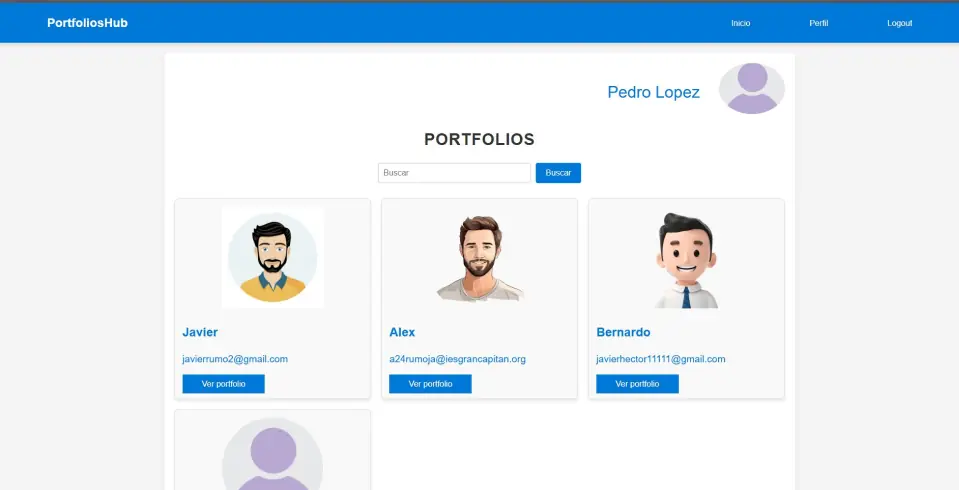 PortfoliosHub
Inicio
Perfil
Logout
Pedro Lopez
PORTFOLIOS
Buscar
Buscar
Javier
javierrumo2@gmail.com
Ver portfolio
Alex
a24rumoja@iesgrancapitan.org
Ver portfolio
Bernardo
javierhector11111@gmail.com
Ver portfolio